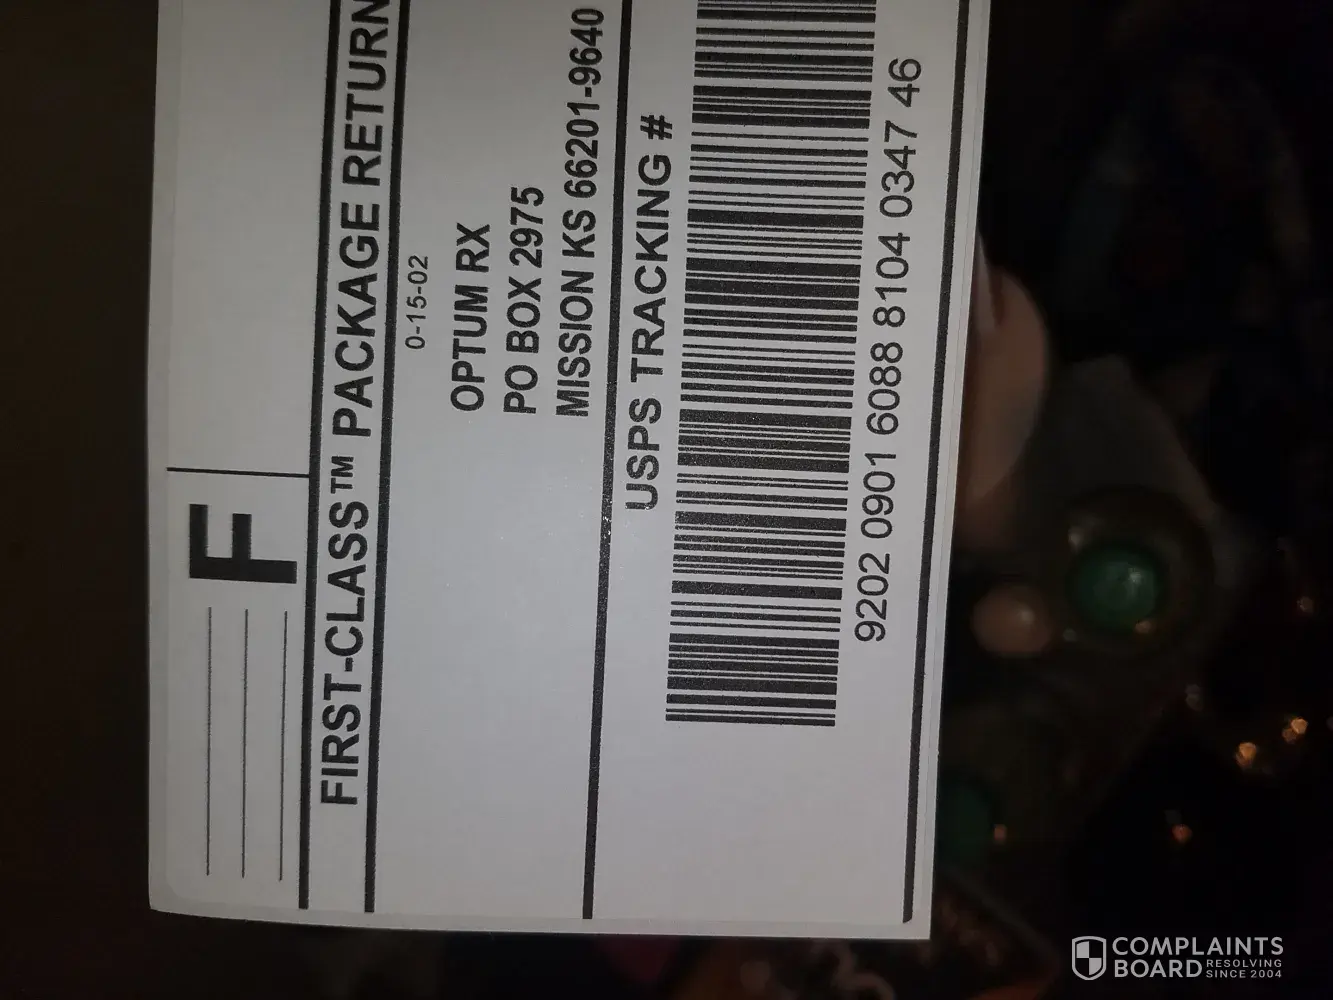 F
FIRST-CLASS™ PACKAGE RETURN
0-15-02
OPTUM RX
PO BOX 2975
MISSION KS 66201-9640
USPS TRACKING #
9202 0901 6088 8104 0347 46
COMPLAINTS
BOARD RESOLVING
SINCE 2004